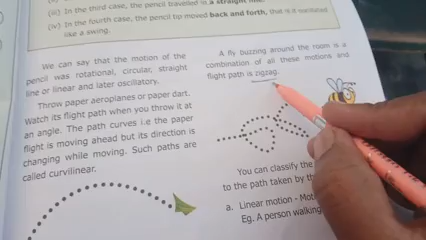 (iii) In the third case, the pencil travelled is a straight
(iv) In the fourth case, the pencil tip moved back and forth, that is it oscillated
like a swing.
We can say that the motion of the
pencil was rotational, circular, straight
line or linear and later oscillatory.
Throw paper aeroplanes or paper dart.
Watch its flight path when you throw it at
an angle. The path curves i.e the paper
flight is moving ahead but its direction is
changing while moving. Such paths are
called curvilinear.
A fly buzzing around the room is a
combination of all these motions and
flight path is zigzag.
You can classify the
to the path taken by
a. Linear motion -
Eg. A person walking